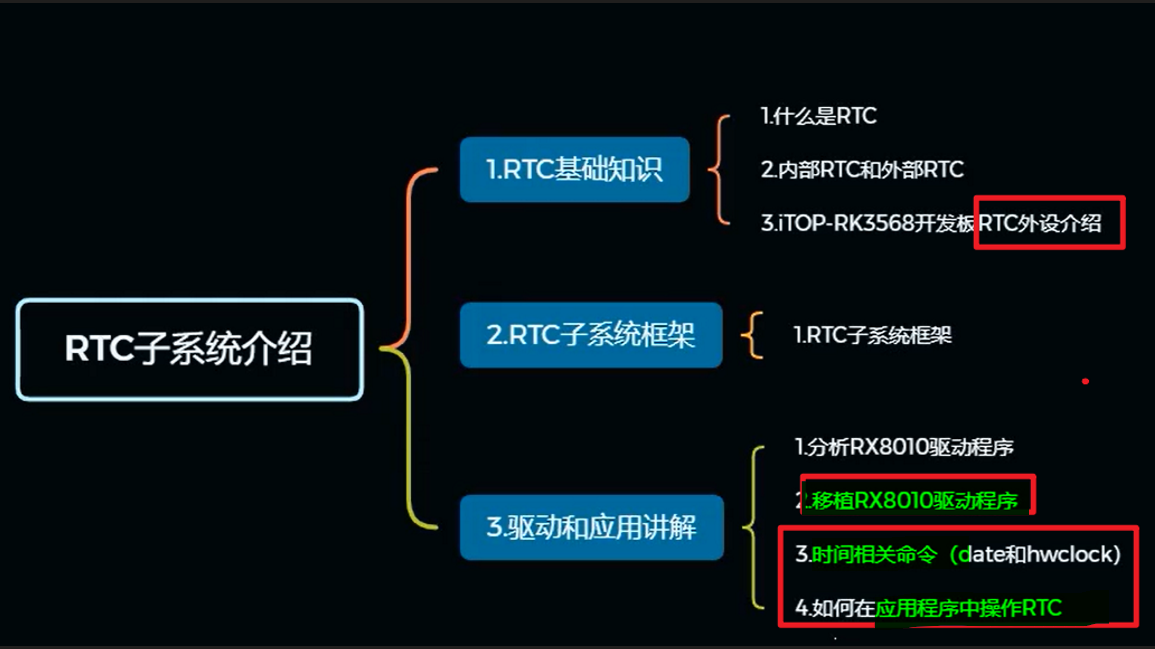 RTC子系统介绍
1.RTC基础知识
1.什么是RTC
2.内部RTC和外部RTC
3.iTOP-RK3568开发板RTC外设介绍
2.RTC子系统框架
1.RTC子系统框架
3.驱动和应用讲解
1.分析RX8010驱动程序
2.移植RX8010驱动程序
3.时间相关命令（date和hwclock）
4.如何在应用程序中操作RTC